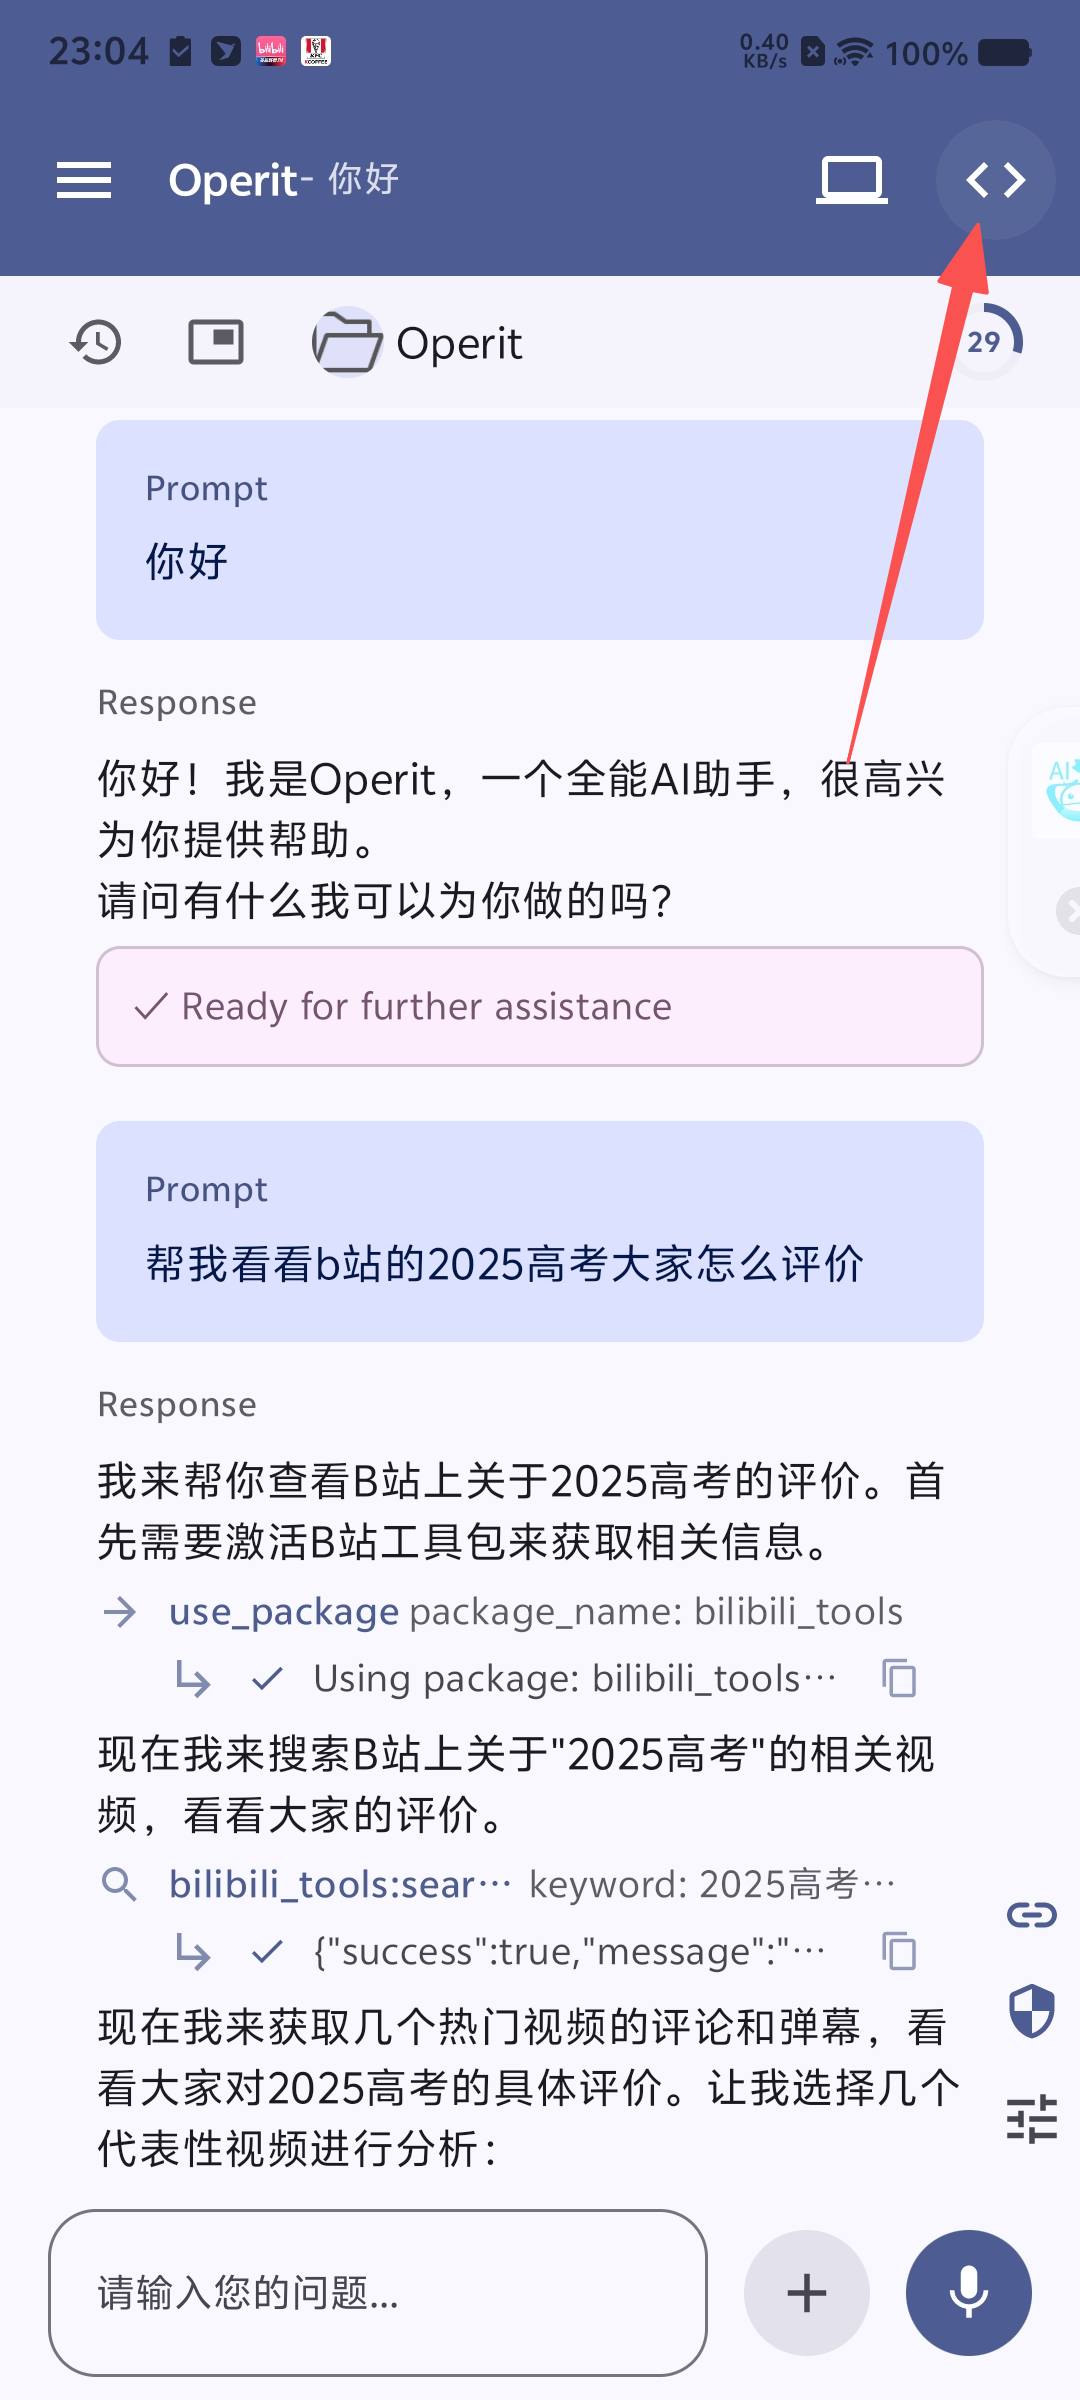 23:04
0.40
KB/s
100%
Operit- 你好
Operit
29
Prompt
你好
Response
你好！我是Operit，一个全能AI助手，很高兴
为你提供帮助。
请问有什么我可以为你做的吗？
AI
Ready for further assistance
Prompt
帮我看看b站的2025高考大家怎么评价
Response
我来帮你查看B站上关于2025高考的评价。首
先需要激活B站工具包来获取相关信息。
use_package package_name: bilibili_tools
Using package: bilibili_tools…
现在我来搜索B站上关于"2025高考"的相关视
频，看看大家的评价。
bilibili_tools:sear… keyword: 2025高考…
{"success":true,"message":"…
现在我来获取几个热门视频的评论和弹幕，看
看大家对2025高考的具体评价。让我选择几个
代表性视频进行分析：
请输入您的问题...